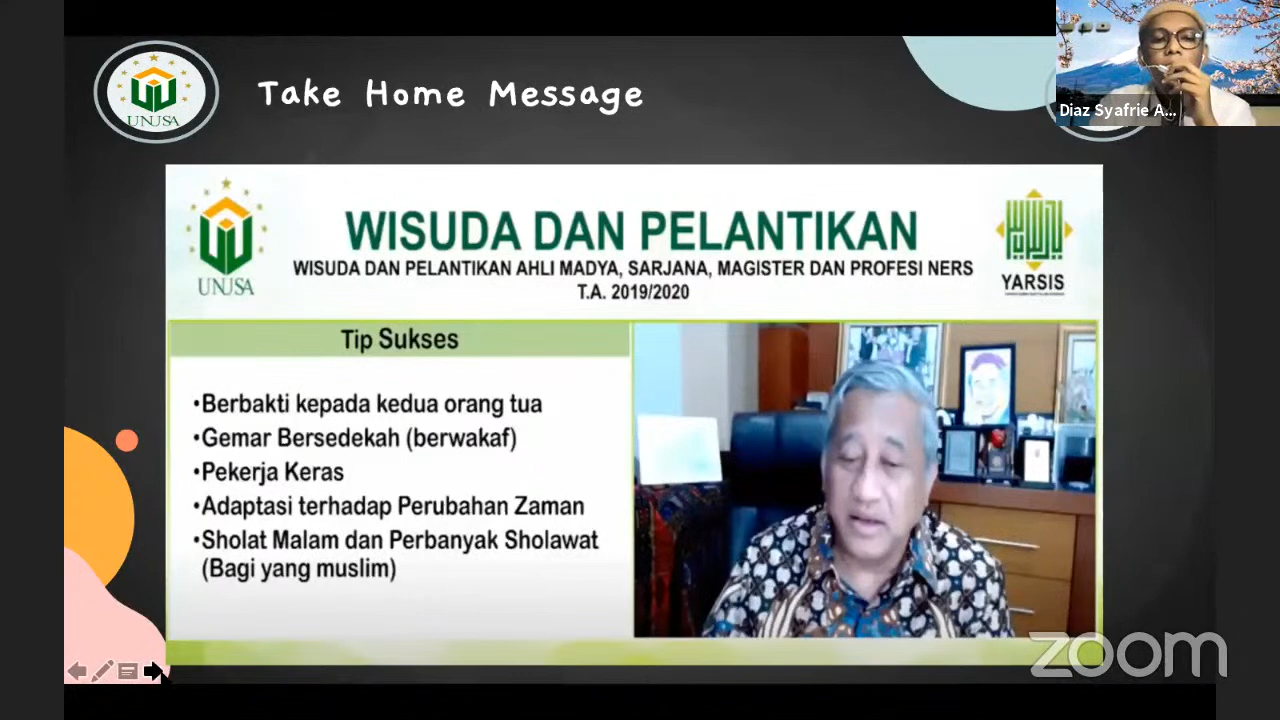 UNUSA
Take Home Message
Diaz Syafrie A...
UNUSA
WISUDA DAN PELANTIKAN
WISUDA DAN PELANTIKAN AHLI MADYA, SARJANA, MAGISTER DAN PROFESI NERS
T.A. 2019/2020
YARSIS
Tip Sukses
•Berbakti kepada kedua orang tua
•Gemar Bersedekah (berwakaf)
•Pekerja Keras
•Adaptasi terhadap Perubahan Zaman
•Sholat Malam dan Perbanyak Sholawat
(Bagi yang muslim)
zoom